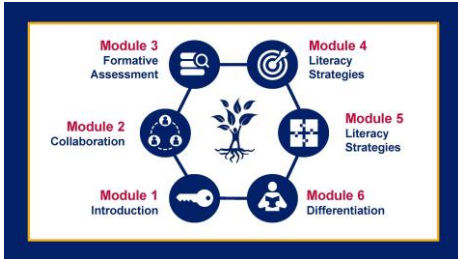 Module 3
Formative
Assessment
Module 4
Literacy
Strategies
Module 2
Collaboration
Module 5
Literacy
Strategies
Module 1
Introduction
Module 6
Differentiation